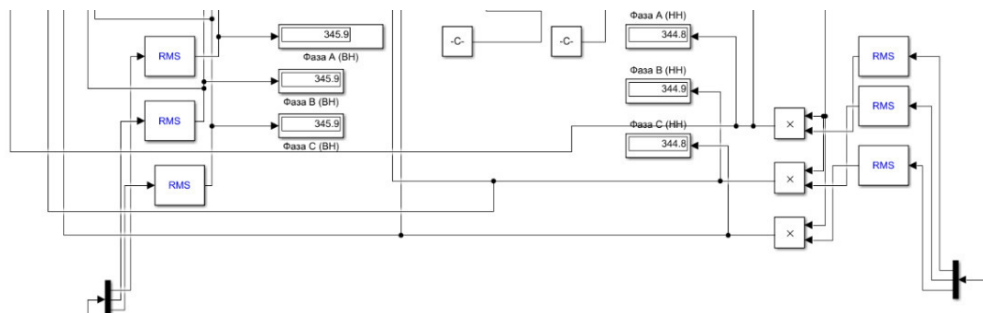 RMS
345.9
Фаза A (ВН)
345.9
Фаза B (ВН)
345.9
Фаза C (ВН)
RMS
RMS
-C-
-C-
Фаза A (НН)
344.8
Фаза B (НН)
344.9
Фаза C (НН)
344.8
×
×
×
RMS
RMS
RMS